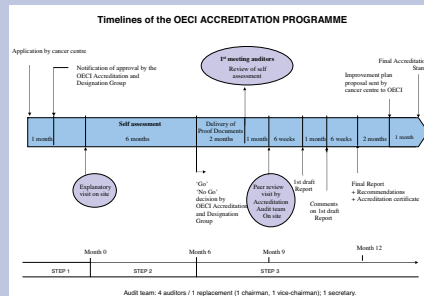 Timelines of the OECI ACCREDITATION PROGRAMME
Application by cancer centre
Notification of approval by the
OECI Accreditation and
Designation Group
1st meeting auditors
Review of self
assessment
Final Accreditatio
Improvement plan
proposal sent by
cancer centre to OECI
1 month
Self assessment
6 months
Delivery of
Proof Documents
2 months
1 month
6 weeks
1 month
6 weeks
2 months
1 month
Explanatory
visit on site
'Go'
'No Go'
decision by
OECI Accreditation
and Designation
Group
Peer review
visit by
Accreditation
Audit team
On site
1st draft
Report
Comments
on 1st draft
Report
Final Report
+ Recommendations
+ Accreditation certificate
Month 0
Month 6
Month 9
Month 12
STEP 1
STEP 2
STEP 3
Audit team: 4 auditors / 1 replacement (1 chairman, 1 vice-chairman); 1 secretary.